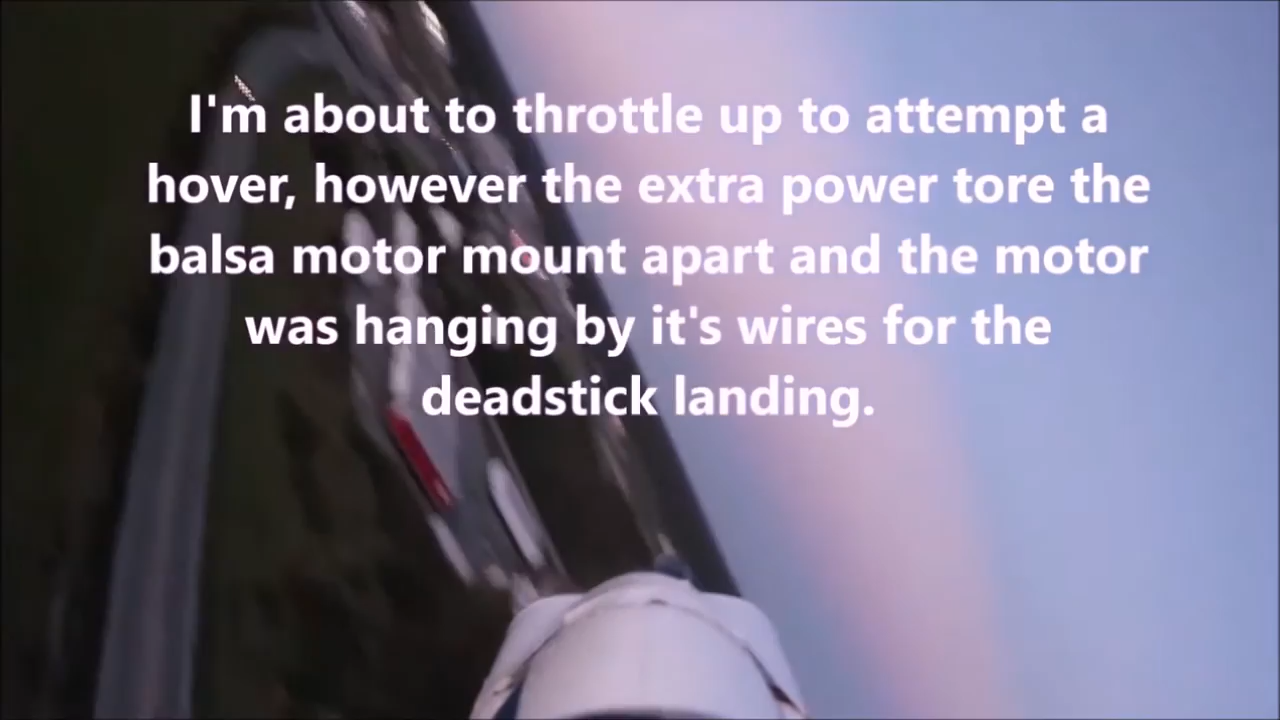 I'm about to throttle up to attempt a
hover, however the extra power tore the
balsa motor mount apart and the motor
was hanging by it's wires for the
deadstick landing.